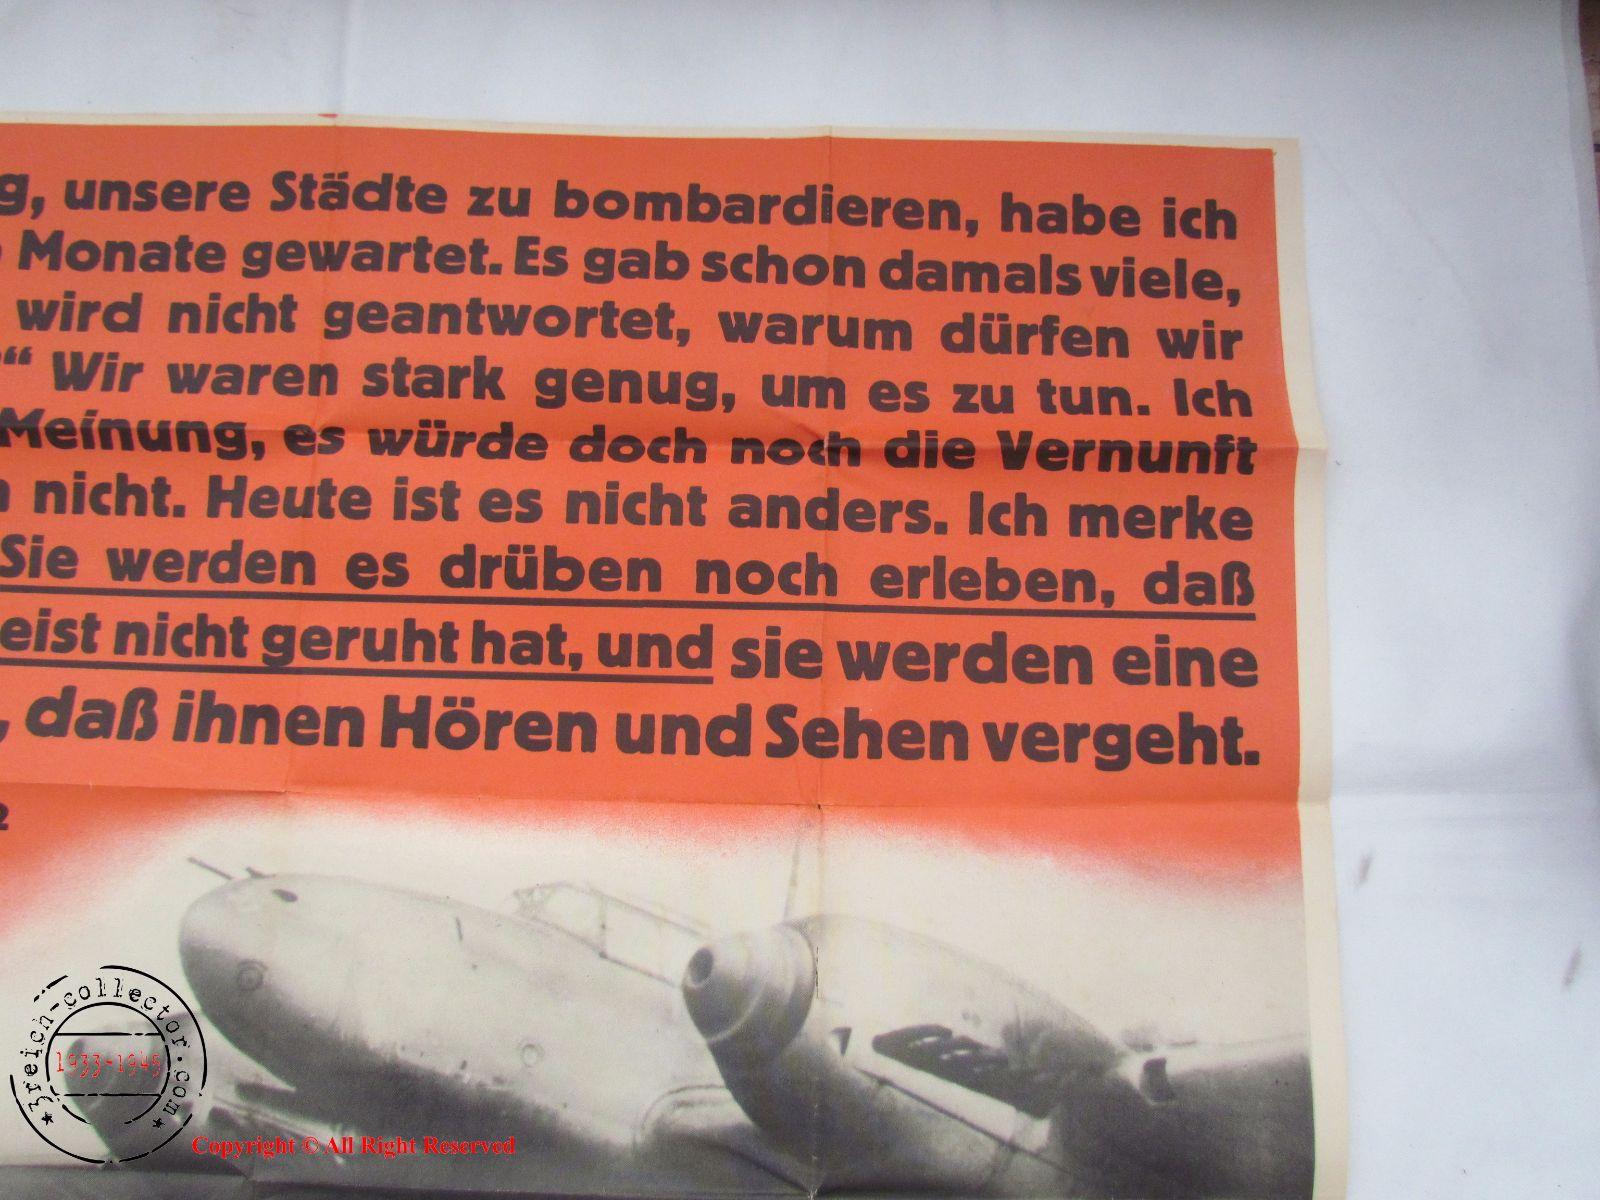 g, unsere Städte zu bombardieren, habe ich
Monate gewartet. Es gab schon damals viele,
wird nicht geantwortet, warum dürfen wir
“ Wir waren stark genug, um es zu tun. Ich
Meinung, es würde doch noch die Vernunft
nicht. Heute ist es nicht anders. Ich merke
Sie werden es drüben noch erleben, daß
eist nicht geruht hat, und sie werden eine
, daß ihnen Hören und Sehen vergeht.
2
3reich-collector.com
1933-1945
Copyright © All Right Reserved